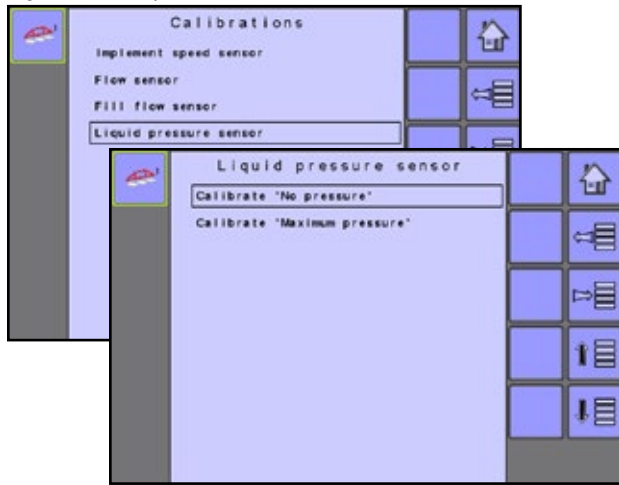 Calibrations
Implement speed sensor
Flow sensor
Fill flow sensor
Liquid pressure sensor
Liquid pressure sensor
Calibrate "No pressure"
Calibrate "Maximum pressure"